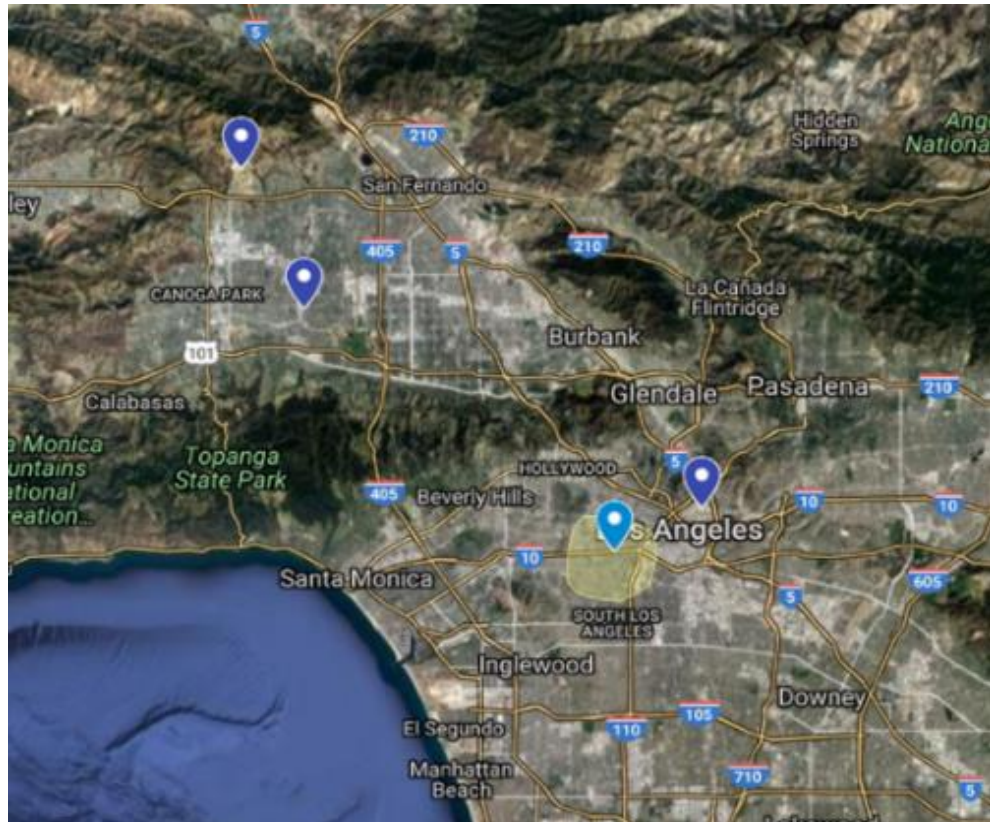 5
210
Hidden
Springs
Ang
Nationa
San Fernando
ley
405
5
210
CANOGA PARK
La Cañada
Flintridge
Burbank
101
Calabasas
Glendale
Pasadena
210
a Monica
untains
ational
reation...
Topanga
State Park
HOLLYWOOD
5
405
Beverly Hills
10
10
os Angeles
10
Santa Monica
605
5
SOUTH LOS
ANGELES
Inglewood
Downey
El Segundo
110
105
Manhattan
Beach
710
5